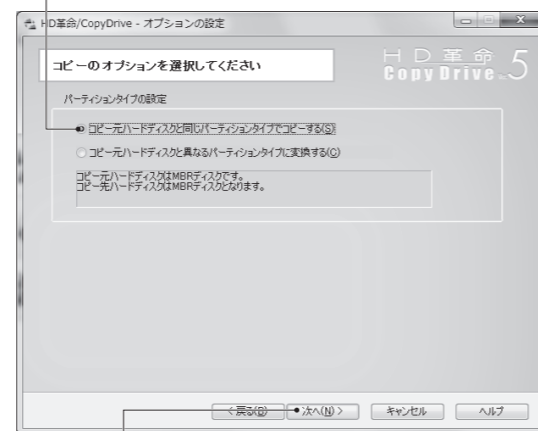 HD革命/CopyDrive - オプションの設定
コピーのオプションを選択してください
HD革命
CopyDrive Ver.5
パーティションタイプの設定
コピー元ハードディスクと同じパーティションタイプでコピーする(S)
コピー元ハードディスクと異なるパーティションタイプに変換する(C)
コピー元ハードディスクはMBRディスクです。
コピー先ハードディスクはMBRディスクとなります。
< 戻る(B) 次へ(N) > キャンセル ヘルプ